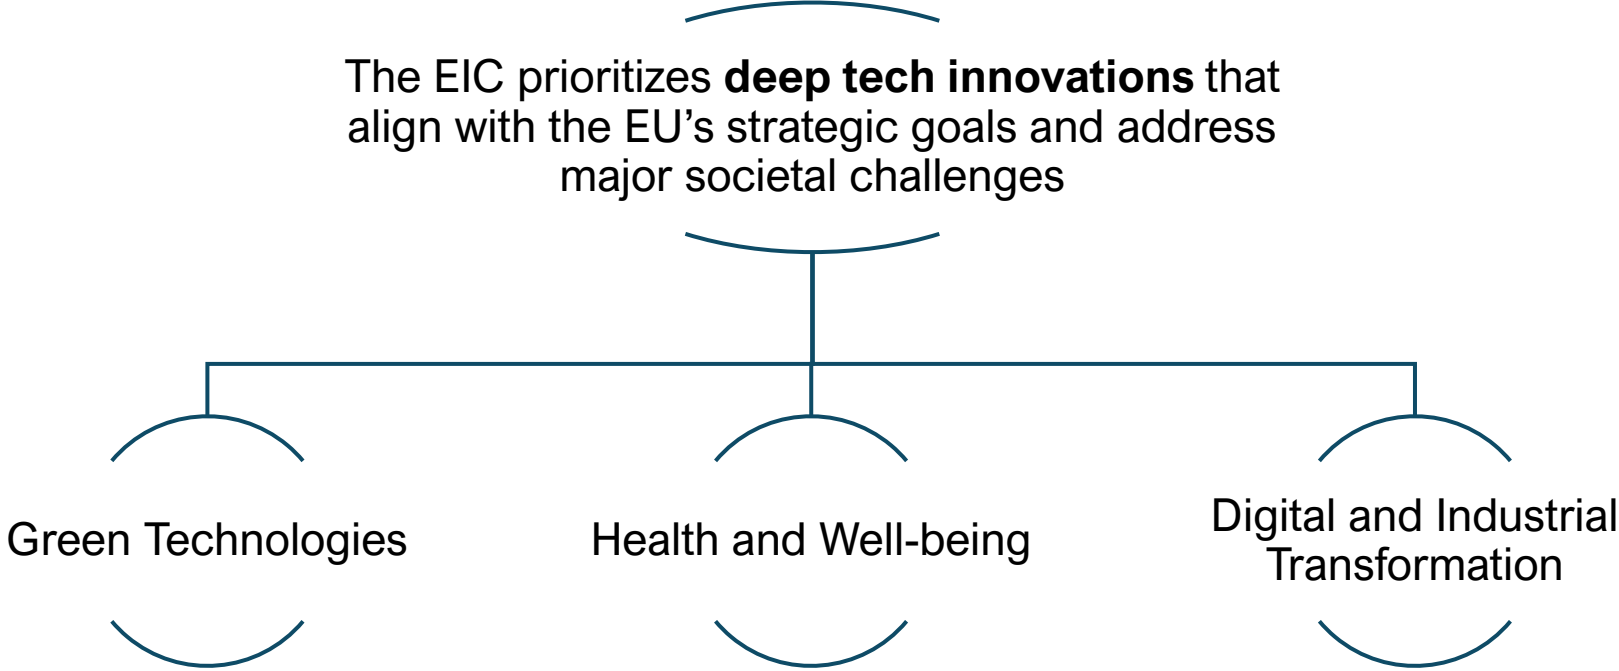 The EIC prioritizes deep tech innovations that
align with the EU’s strategic goals and address
major societal challenges
Green Technologies
Health and Well-being
Digital and Industrial
Transformation